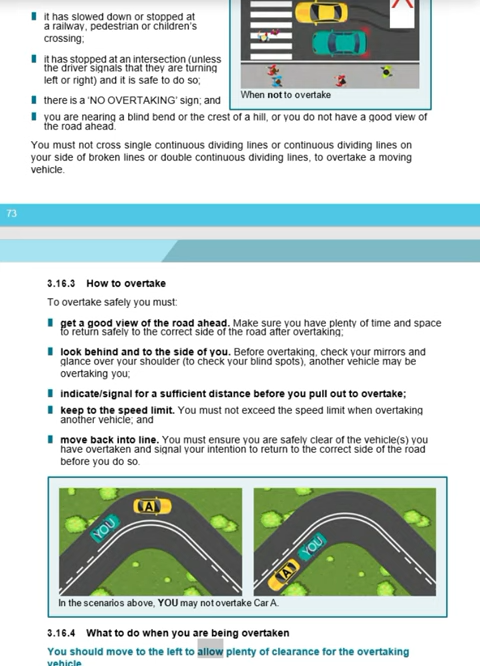 it has slowed down or stopped at
a railway, pedestrian or children's
crossing;
it has stopped at an intersection (unless
the driver signals that they are turning
left or right) and it is safe to do so;
there is a 'NO OVERTAKING' sign; and
you are nearing a blind bend or the crest of a hill, or you do not have a good view of
the road ahead.
When not to overtake
You must not cross single continuous dividing lines or continuous dividing lines on
your side of broken lines or double continuous dividing lines, to overtake a moving
vehicle.
73
3.16.3 How to overtake
To overtake safely you must:
get a good view of the road ahead. Make sure you have plenty of time and space
to return safely to the correct side of the road after overtaking;
look behind and to the side of you. Before overtaking, check your mirrors and
glance over your shoulder (to check your blind spots), another vehicle may be
overtaking you;
indicate/signal for a sufficient distance before you pull out to overtake;
keep to the speed limit. You must not exceed the speed limit when overtaking
another vehicle; and
move back into line. You must ensure you are safely clear of the vehicle(s) you
have overtaken and signal your intention to return to the correct side of the road
before you do so.
YOU
A
YOU
A
In the scenarios above, YOU may not overtake Car A.
3.16.4 What to do when you are being overtaken
You should move to the left to allow plenty of clearance for the overtaking
vehicle